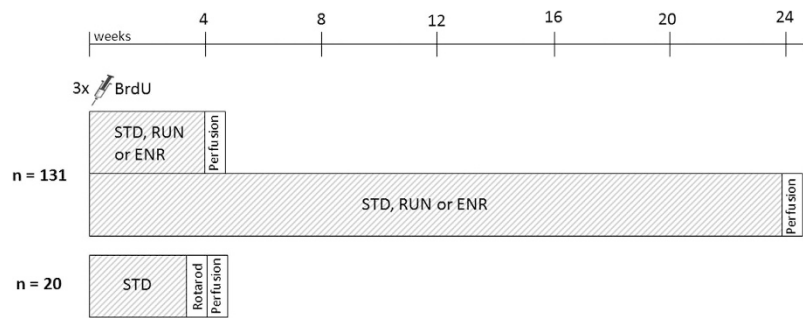 weeks 4 8 12 16 20 24
3x BrdU
STD, RUN
or ENR
Perfusion
n = 131
STD, RUN or ENR
Perfusion
n = 20
STD
Rotarod
Perfusion